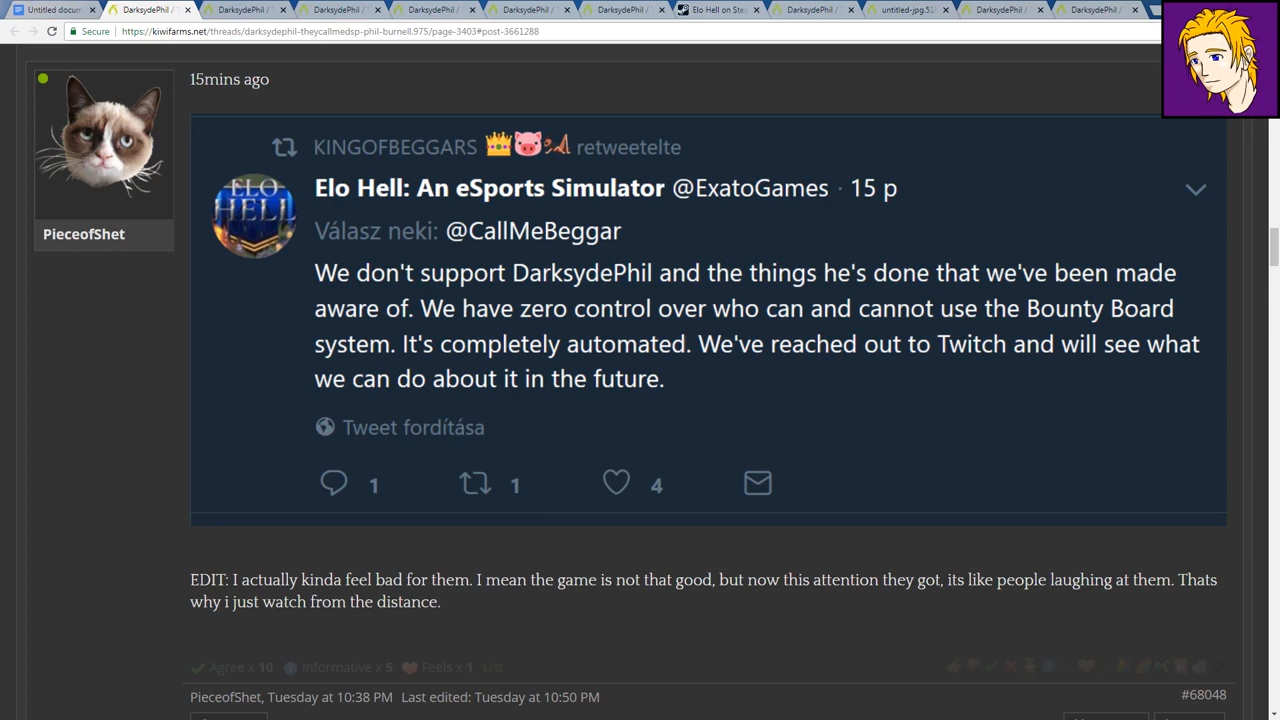 Untitled docum
DarksydePhil / T
DarksydePhil / T
DarksydePhil /
DarksydePhil / T
DarksydePhil / T
DarksydePhil / T
Elo Hell on Stea
DarksydePhil / T
untitled-jpg.51
DarksydePhil / T
DarksydePhil / T
Secure https://kiwifarms.net/threads/darksydephil-theycallmedsp-phil-burnell.975/page-3403#post-3661288
PieceofShet
15mins ago
KINGOFBEGGARS retweetelte
ELO HELL
Elo Hell: An eSports Simulator @ExatoGames · 15 p
Válasz neki: @CallMeBeggar
We don't support DarksydePhil and the things he's done that we've been made
aware of. We have zero control over who can and cannot use the Bounty Board
system. It's completely automated. We've reached out to Twitch and will see what
we can do about it in the future.
Tweet fordítása
1 1 4
EDIT: I actually kinda feel bad for them. I mean the game is not that good, but now this attention they got, its like people laughing at them. Thats
why i just watch from the distance.
Agree x 10 Informative x 5 Feels x 1 List
PieceofShet, Tuesday at 10:38 PM Last edited: Tuesday at 10:50 PM
#68048